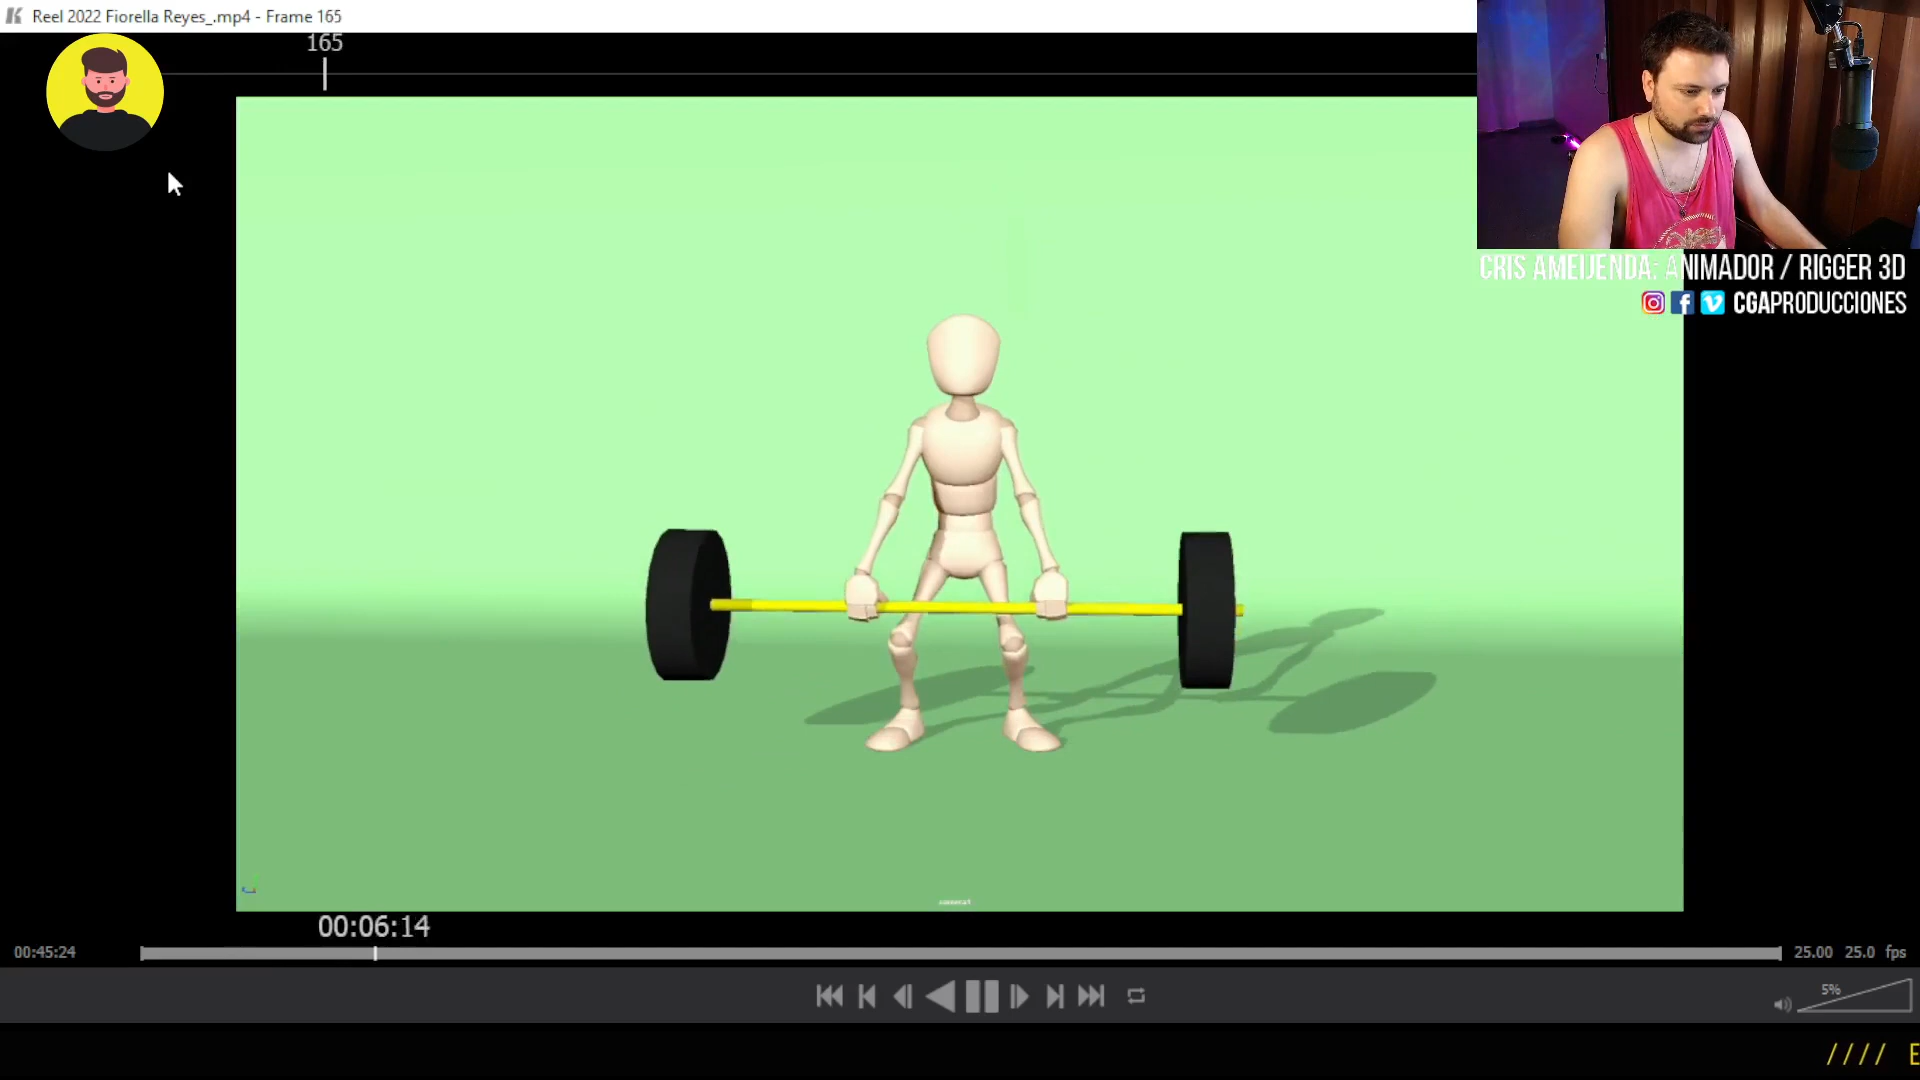 Reel 2022 Fiorella Reyes_.mp4 - Frame 165
165
CRIS AMEIJENDA: ANIMADOR / RIGGER 3D
CGAPRODUCCIONES
00:06:14
00:45:24
25.00 25.0 fps
5%
//// E